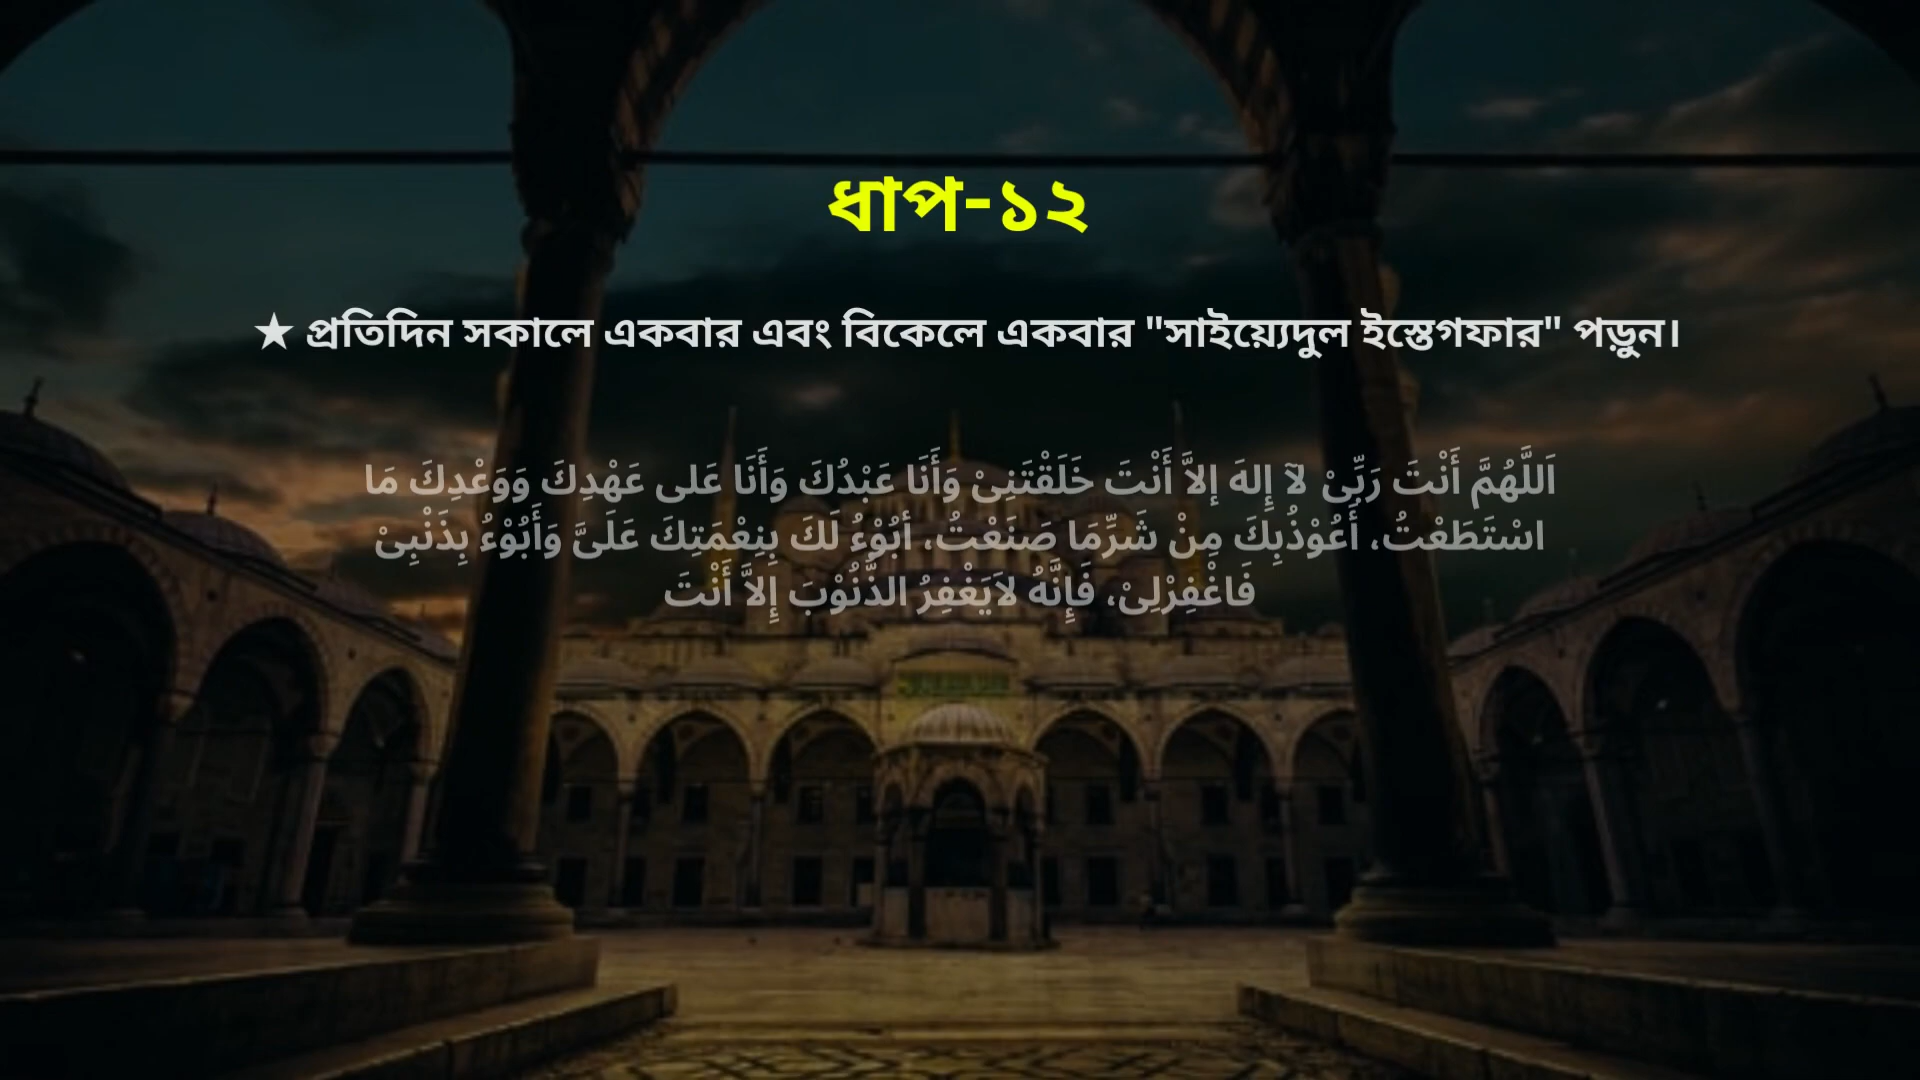 ধাপ-১২
★ প্রতিদিন সকালে একবার এবং বিকেলে একবার "সাইয়্যেদুল ইস্তেগফার" পড়ুন।
اَللَّهُمَّ أَنْتَ رَبِّىْ لآ إِلهَ إلاَّ أَنْتَ خَلَقْتَنِىْ وَأَنَا عَبْدُكَ وَأَنَا عَلى عَهْدِكَ وَوَعْدِكَ مَا
اسْتَطَعْتُ، أَعُوْذُبِكَ مِنْ شَرِّمَا صَنَعْتُ، أبُوْءُ لَكَ بِنِعْمَتِكَ عَلَىَّ وَأَبُوْءُ بِذَنْبِىْ
فَاغْفِرْلِىْ، فَإِنَّهُ لاَيَغْفِرُ الذُّنُوْبَ إِلاَّ أَنْتَ